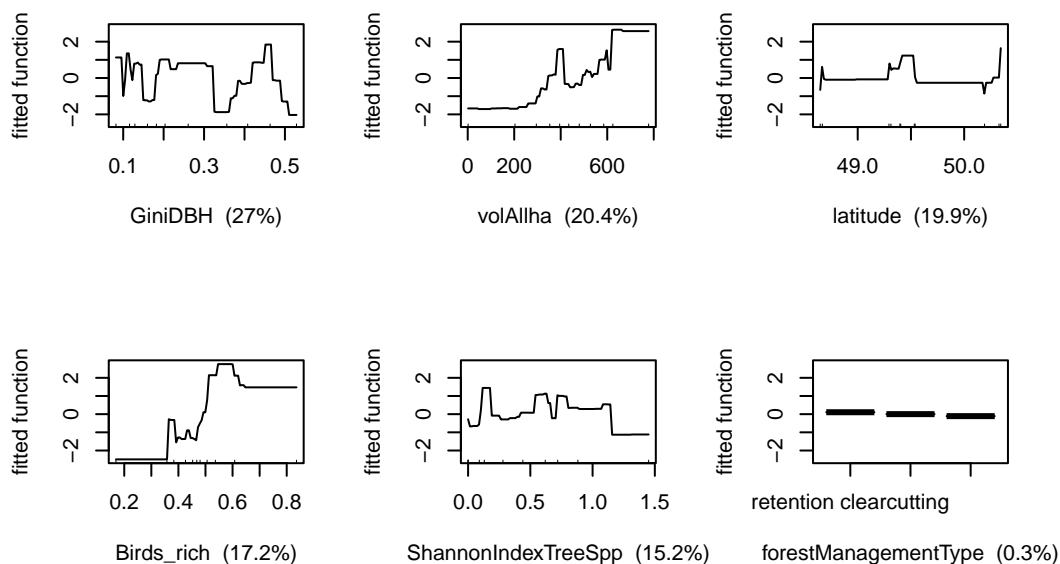 fitted function
2
0
-2
0.1 0.3 0.5
GiniDBH (27%)
fitted function
2
0
-2
0 200 600
volAllha (20.4%)
fitted function
2
0
-2
49.0 50.0
latitude (19.9%)
fitted function
2
0
-2
0.2 0.4 0.6 0.8
Birds_rich (17.2%)
fitted function
2
0
-2
0.0 0.5 1.0 1.5
ShannonIndexTreeSpp (15.2%)
fitted function
2
0
-2
retention clearcutting
forestManagementType (0.3%)